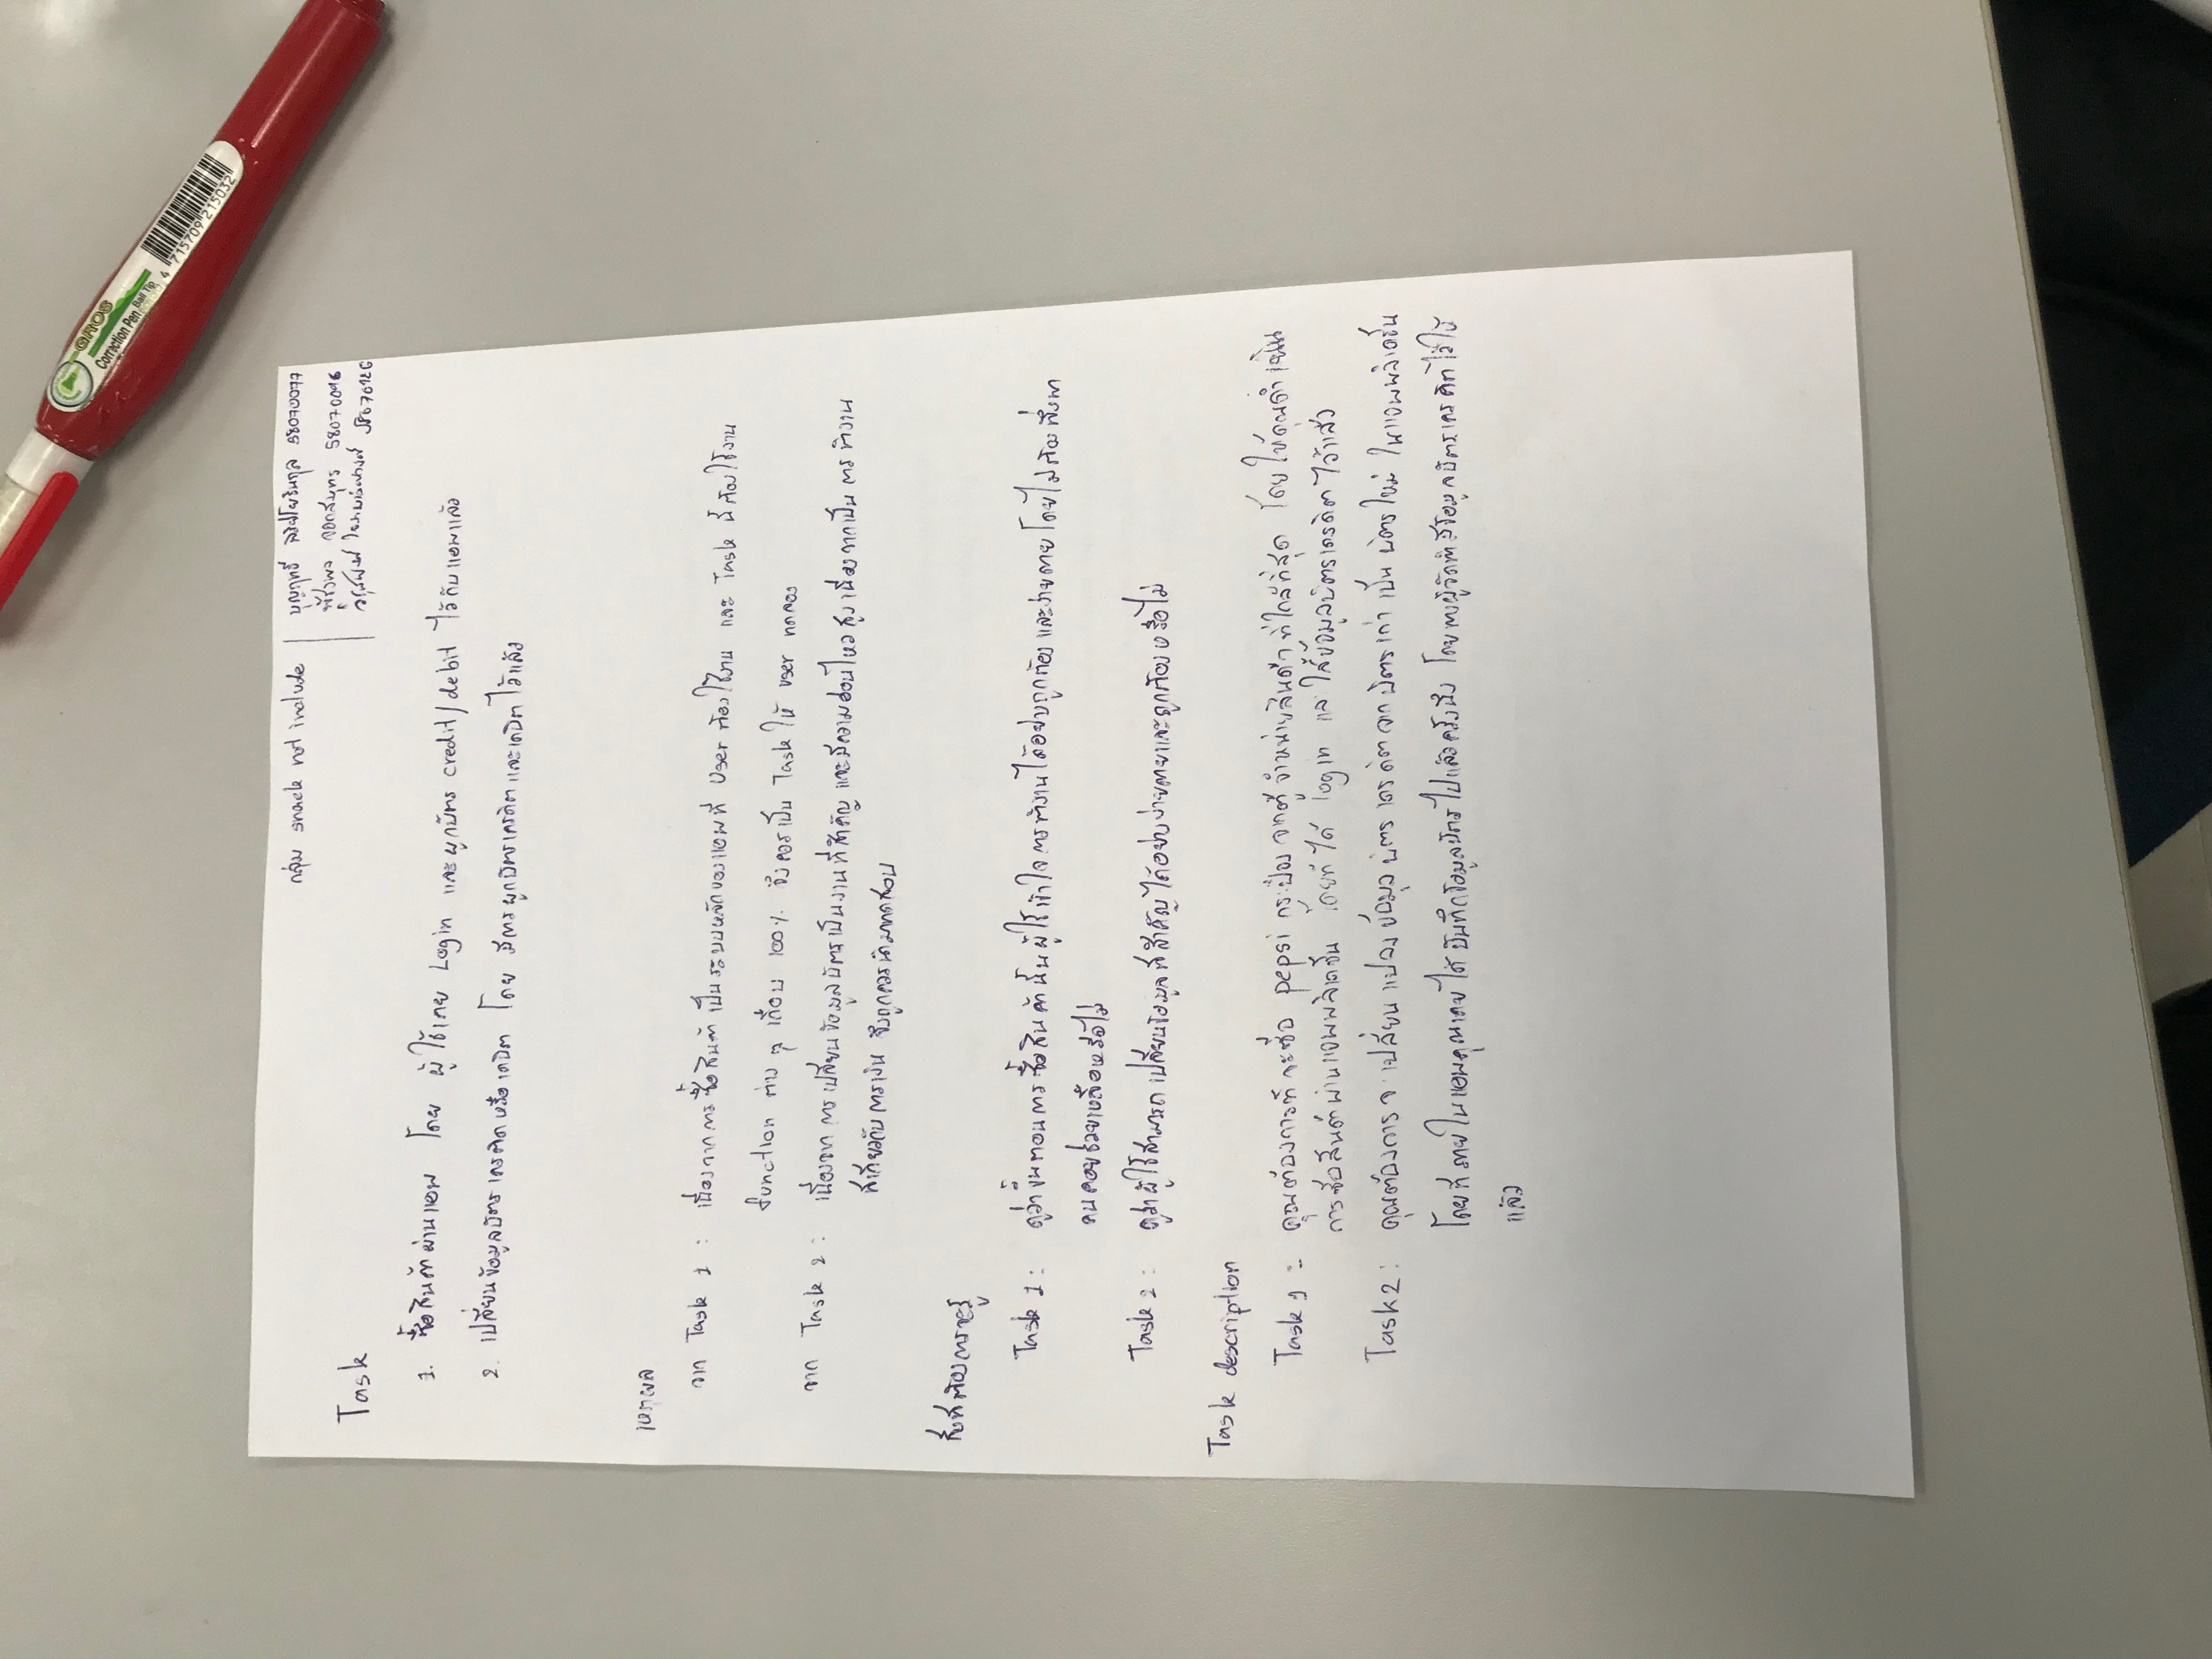 GROS
Correction Pen Ball Tip
4 715709 215032
กลุ่ม snack not include
บุญฤทธิ์ 58070077
58070096
Task
1. ซื้อสินค้าผ่านแอพ โดย ผู้ใช้เคย Login และผูกบัตร credit/debit ไว้กับแอพแล้ว
2. เปลี่ยนข้อมูลบัตรเครดิตหรือเดบิต โดย มีการผูกบัตรเครดิตและเดบิตไว้แล้ว
เหตุผล
จาก Task 1 : เนื่องจากการซื้อสินค้าเป็นระบบหลักของแอพที่ User ต้องใช้งาน และ Task นี้ต้องใช้งาน
function ต่าง ๆ เกือบ 100% จึงควรเป็น Task ให้ user ทดลอง
จาก Task 2 : เนื่องจากการเปลี่ยนข้อมูลบัตรเป็นงานที่สำคัญ และมีความอ่อนไหวสูงเนื่องจากเป็นการทำงาน
ที่เกี่ยวกับการเงิน จึงถูกควรนำมาทดสอบ
สิ่งที่ต้องการจะรู้
Task 1 : ดูว่าขั้นตอนการซื้อสินค้านั้นผู้ใช้เข้าใจการทำงานได้อย่างถูกต้อง และง่ายดายโดยไม่ต้องพึ่งพา
คนคอยช่วยเหลือหรือไม่
Task 2 : ดูว่าผู้ใช้สามารถเปลี่ยนข้อมูลที่สำคัญได้อย่างง่ายดายและถูกต้องหรือไม่
Task description
Task 1 : คุณต้องการที่จะซื้อ pepsi กระป๋อง จากตู้จำหน่ายสินค้าที่ใกล้ที่สุด โดยให้คุณดำเนิน
การซื้อสินค้าผ่านแอพพลิเคชั่น โดยที่ได้ login และใส่ข้อมูลบัตรเครดิตไว้แล้ว
Task 2 : คุณต้องการจะเปลี่ยนแปลงข้อมูลบัตรเครดิตจากบัตรเก่าเป็นบัตรใหม่ ในแอพพลิเคชั่น
โดยที่ภายในแอพคุณเคยได้บันทึกข้อมูลบัตรไปแล้วครั้งนึง โดยทางผู้จัดทำมีข้อมูลบัตรเครดิตไว้ให้
แล้ว